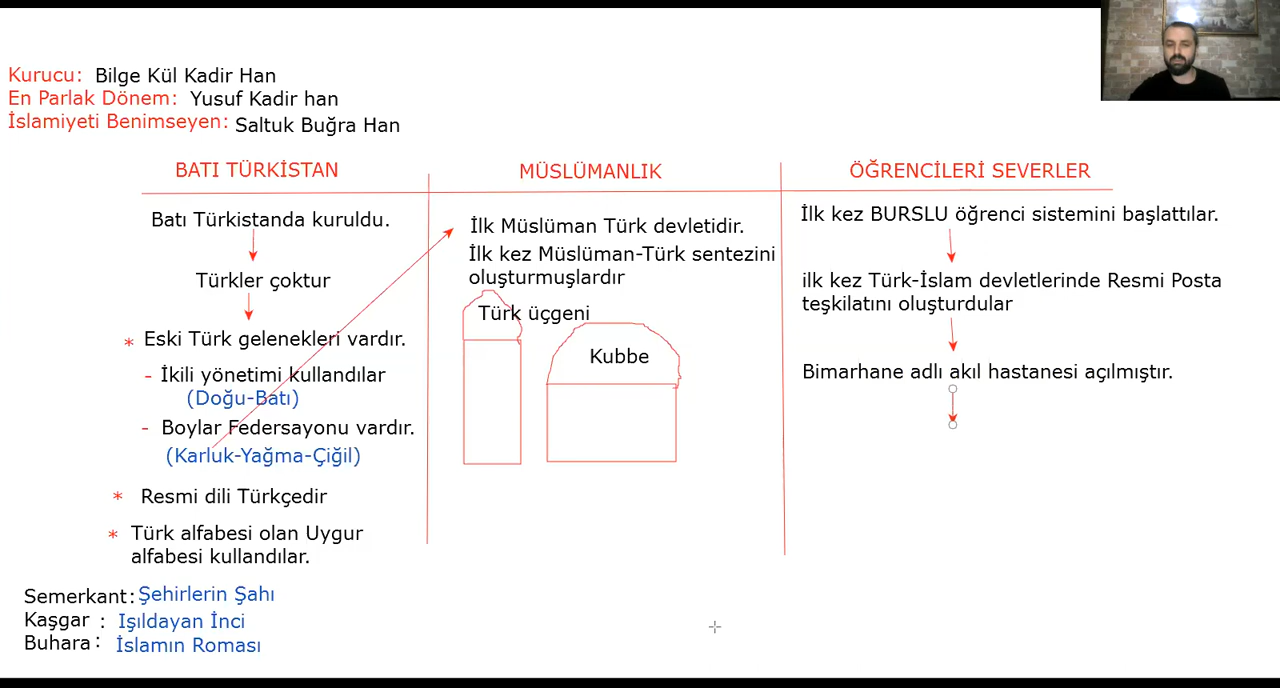 Kurucu: Bilge Kül Kadir Han
En Parlak Dönem: Yusuf Kadir han
İslamiyeti Benimseyen: Saltuk Buğra Han
BATI TÜRKİSTAN
Batı Türkistanda kuruldu.
Türkler çoktur
* Eski Türk gelenekleri vardır.
- İkili yönetimi kullandılar
(Doğu-Batı)
- Boylar Federsayonu vardır.
(Karluk-Yağma-Çiğil)
* Resmi dili Türkçedir
* Türk alfabesi olan Uygur
alfabesi kullandılar.
MÜSLÜMANLIK
İlk Müslüman Türk devletidir.
İlk kez Müslüman-Türk sentezini
oluşturmuşlardır
Türk üçgeni
Kubbe
ÖĞRENCİLERİ SEVERLER
İlk kez BURSLU öğrenci sistemini başlattılar.
ilk kez Türk-İslam devletlerinde Resmi Posta
teşkilatını oluşturdular
Bimarhane adlı akıl hastanesi açılmıştır.
Semerkant: Şehirlerin Şahı
Kaşgar : Işıldayan İnci
Buhara: İslamın Roması